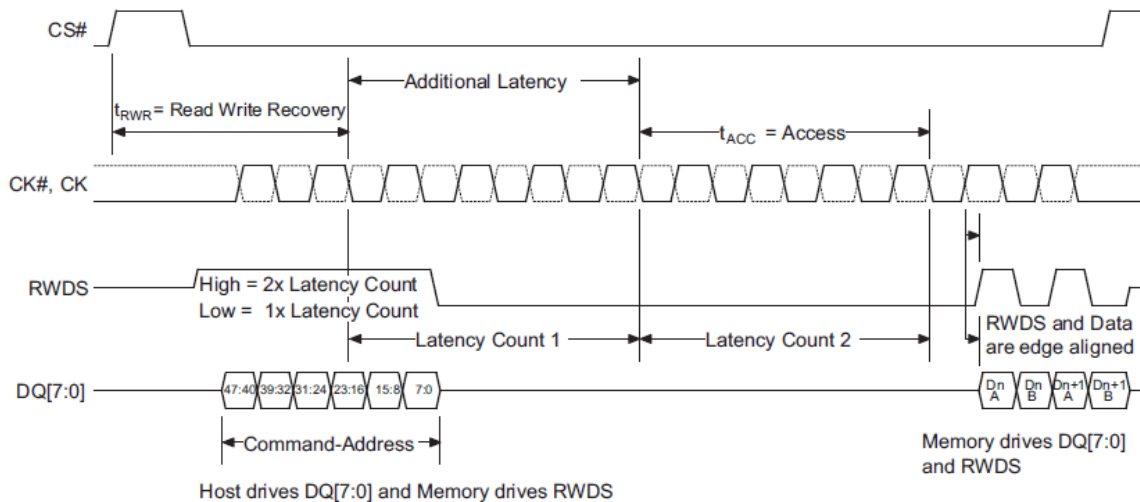 CS#
Additional Latency
tRWR= Read Write Recovery
tACC = Access
CK#, CK
RWDS
High = 2x Latency Count
Low = 1x Latency Count
RWDS and Data
are edge aligned
Latency Count 1
Latency Count 2
DQ[7:0]
47:40 39:32 31:24 23:16 15:8 7:0
Dn A Dn B Dn+1 A Dn+1 B
Command-Address
Memory drives DQ[7:0]
and RWDS
Host drives DQ[7:0] and Memory drives RWDS